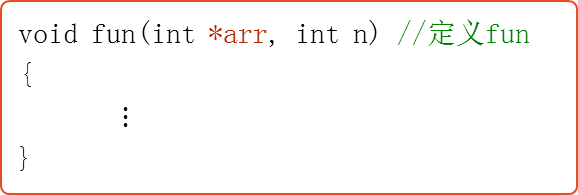 void fun(int *arr, int n) //定义fun
{
⋮
}